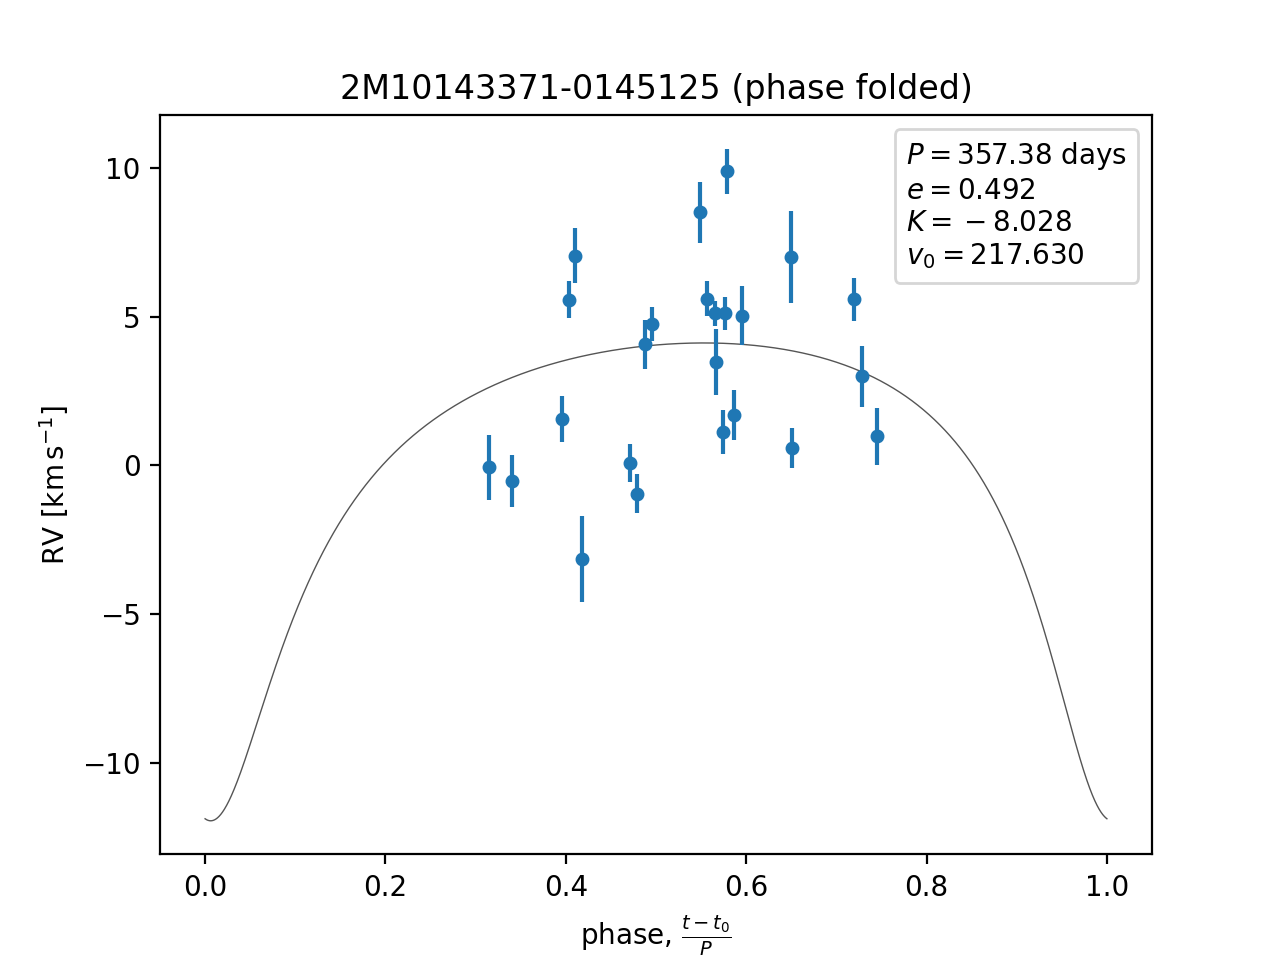 2M10143371-0145125 (phase folded)
P = 357.38 days
e = 0.492
K = −8.028
v₀ = 217.630
10
5
0
−5
−10
RV [km s⁻¹]
0.0 0.2 0.4 0.6 0.8 1.0
phase, (t − t₀)/P